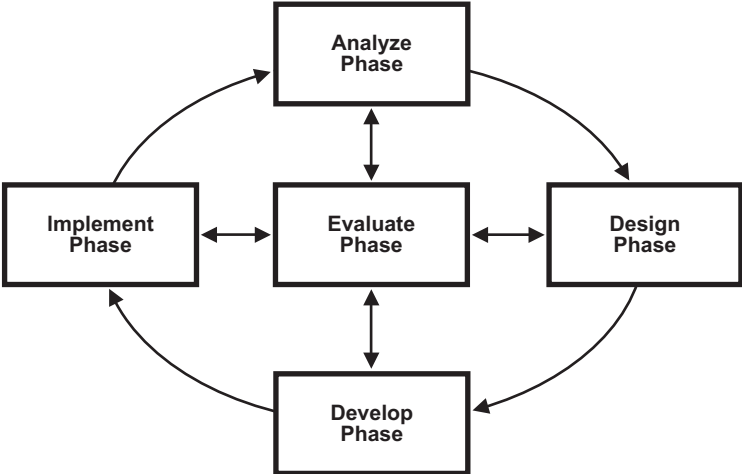 Analyze
Phase
Implement
Phase
Evaluate
Phase
Design
Phase
Develop
Phase